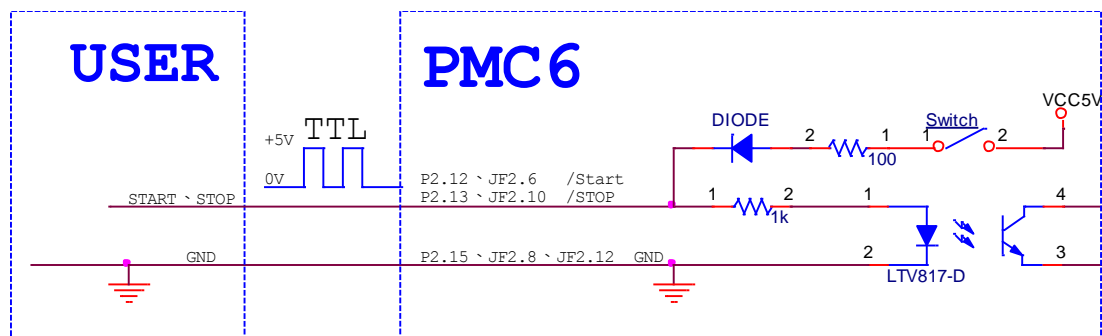 USER
PMC6
VCC5V
DIODE
Switch
2
1
1
2
100
+5V
TTL
0V
P2.12、JF2.6 /Start
P2.13、JF2.10 /STOP
START、STOP
1
2
1k
1
4
GND
P2.15、JF2.8、JF2.12 GND
2
3
LTV817-D